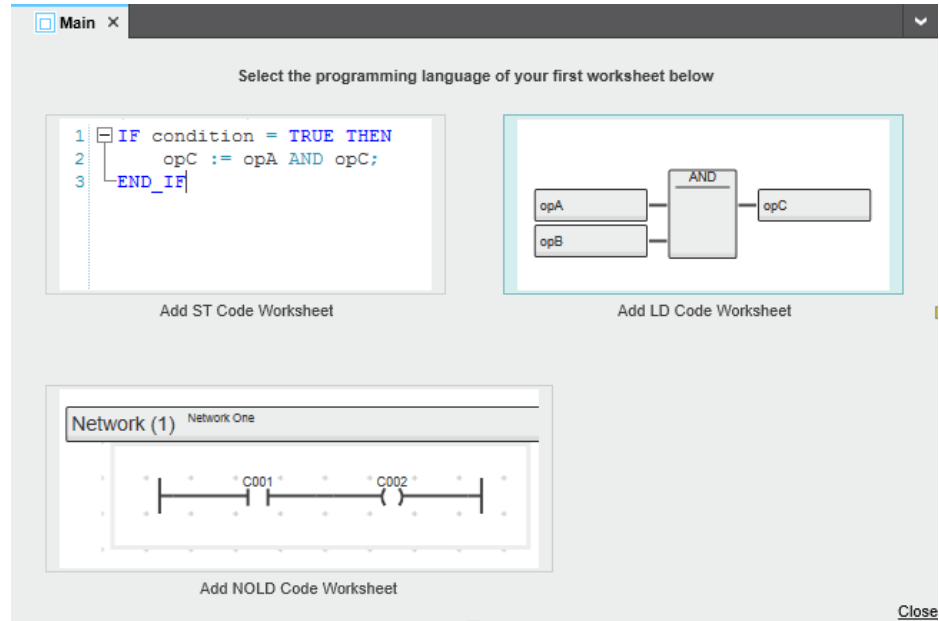 Main
Select the programming language of your first worksheet below
1 IF condition = TRUE THEN
2 opC := opA AND opC;
3 END_IF
Add ST Code Worksheet
AND
opA
opC
opB
Add LD Code Worksheet
Network (1) Network One
C001 C002
Add NOLD Code Worksheet
Close